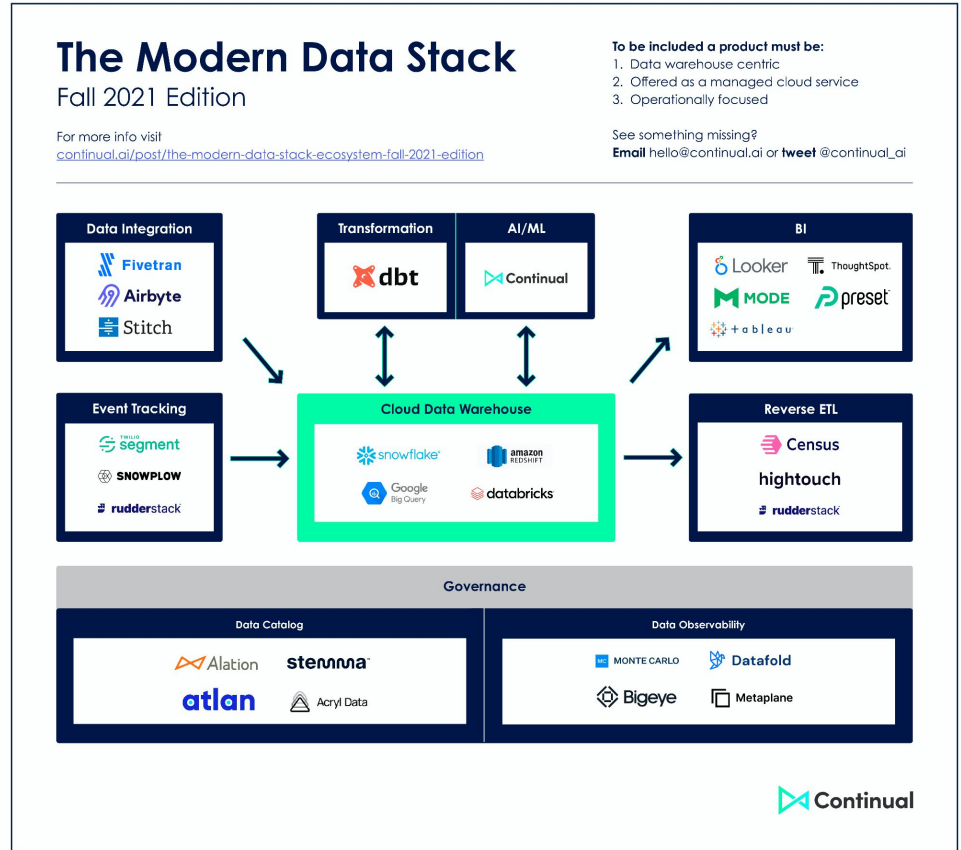 The Modern Data Stack
Fall 2021 Edition
For more info visit
continual.ai/post/the-modern-data-stack-ecosystem-fall-2021-edition
To be included a product must be:
1. Data warehouse centric
2. Offered as a managed cloud service
3. Operationally focused
See something missing?
Email hello@continual.ai or tweet @continual_ai
Data Integration
Fivetran
Airbyte
Stitch
Transformation
dbt
AI/ML
Continual
BI
Looker
ThoughtSpot.
MODE
preset
+ a b l e a u
Event Tracking
TWILIO
segment
SNOWPLOW
rudderstack
Cloud Data Warehouse
snowflake
amazon
REDSHIFT
Google
Big Query
databricks
Reverse ETL
Census
hightouch
rudderstack
Governance
Data Catalog
Alation
stemma
atlan
Acryl Data
Data Observability
MC MONTE CARLO
Datafold
Bigeye
Metaplane
Continual